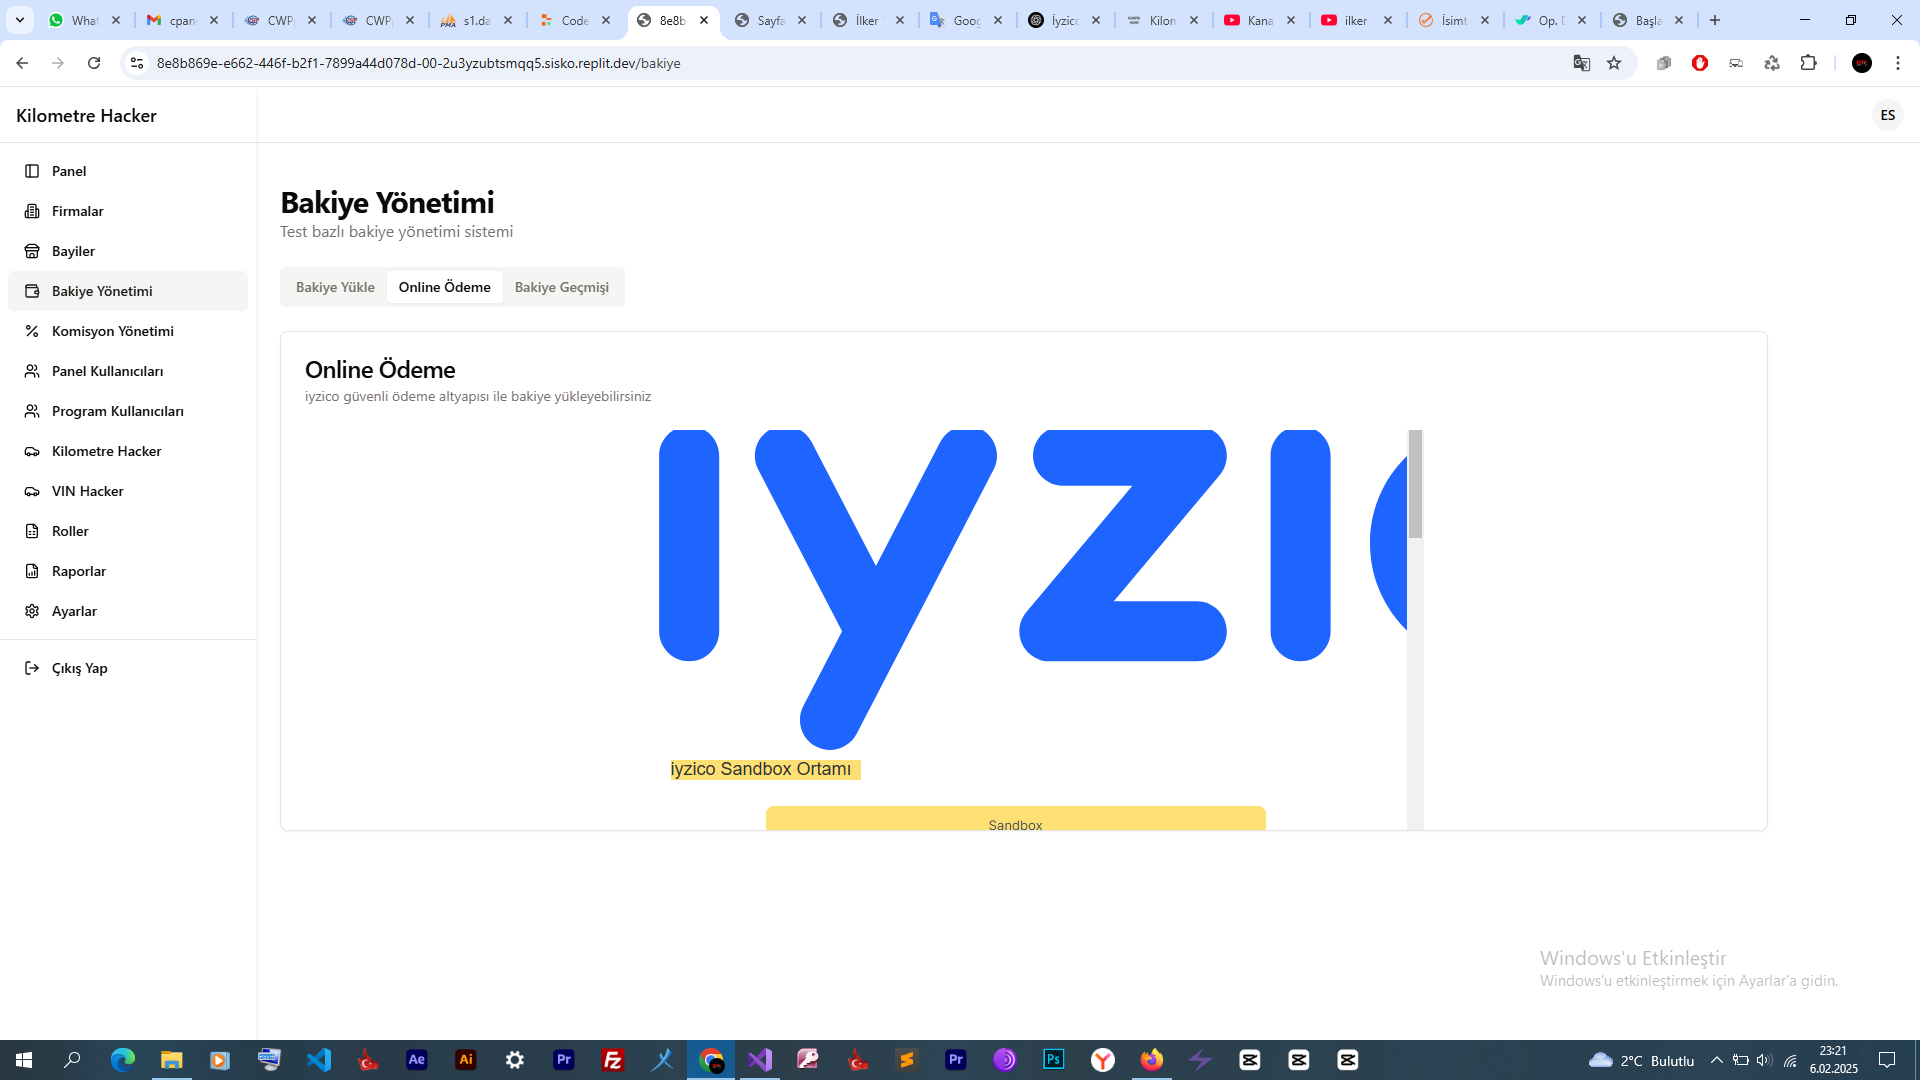 What
cpan
CWP
CWP
s1.da
Code
8e8b
Sayfa
İlker
Goog
İyzico
Kilom
Kana
ilker
İsimt
Op. D
Başla
8e8b869e-e662-446f-b2f1-7899a44d078d-00-2u3yzubtsmqq5.sisko.replit.dev/bakiye
Kilometre Hacker
ES
Panel
Firmalar
Bayiler
Bakiye Yönetimi
Komisyon Yönetimi
Panel Kullanıcıları
Program Kullanıcıları
Kilometre Hacker
VIN Hacker
Roller
Raporlar
Ayarlar
Çıkış Yap
Bakiye Yönetimi
Test bazlı bakiye yönetimi sistemi
Bakiye Yükle
Online Ödeme
Bakiye Geçmişi
Online Ödeme
iyzico güvenli ödeme altyapısı ile bakiye yükleyebilirsiniz
iyzic
iyzico Sandbox Ortamı
Sandbox
Windows'u Etkinleştir
Windows'u etkinleştirmek için Ayarlar'a gidin.
2°C Bulutlu
23:21
6.02.2025